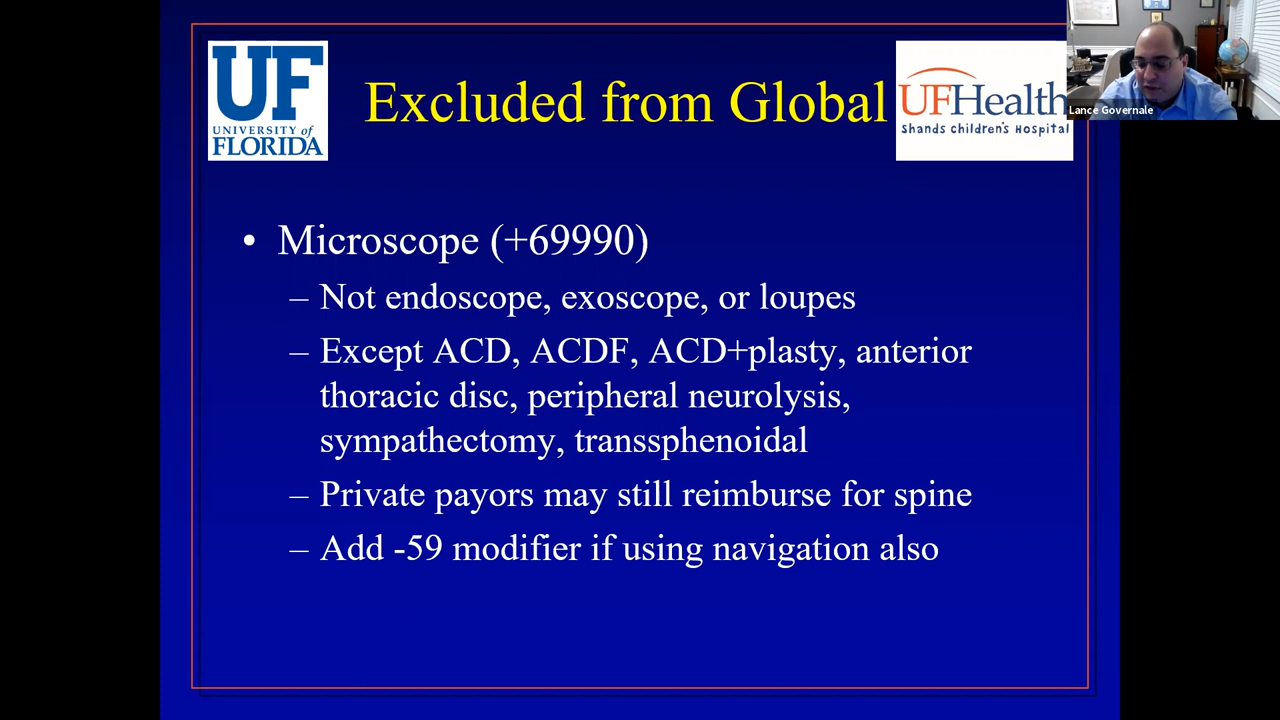 UF
UNIVERSITY of
FLORIDA
Excluded from Global
UFHealth
Shands Children's Hospital
Lance Governale
• Microscope (+69990)
– Not endoscope, exoscope, or loupes
– Except ACD, ACDF, ACD+plasty, anterior
thoracic disc, peripheral neurolysis,
sympathectomy, transsphenoidal
– Private payors may still reimburse for spine
– Add -59 modifier if using navigation also